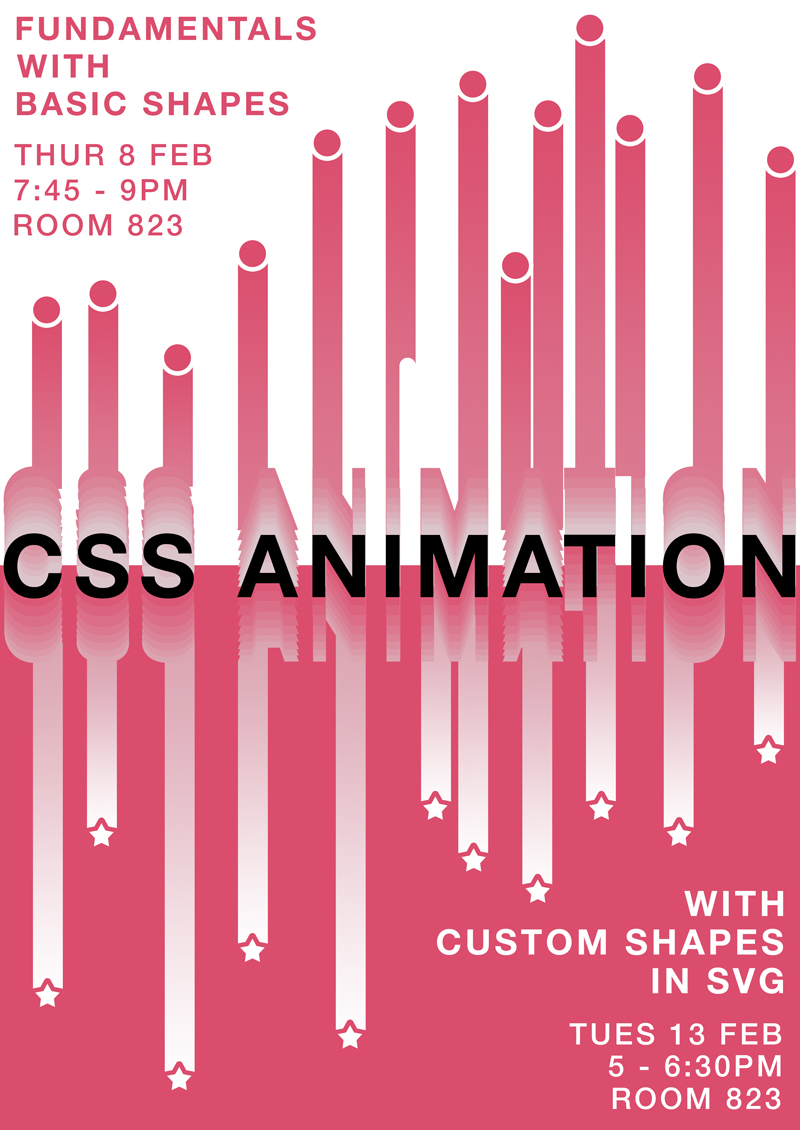 FUNDAMENTALS
WITH
BASIC SHAPES
THUR 8 FEB
7:45 - 9PM
ROOM 823
CSS ANIMATION
WITH
CUSTOM SHAPES
IN SVG
TUES 13 FEB
5 - 6:30PM
ROOM 823